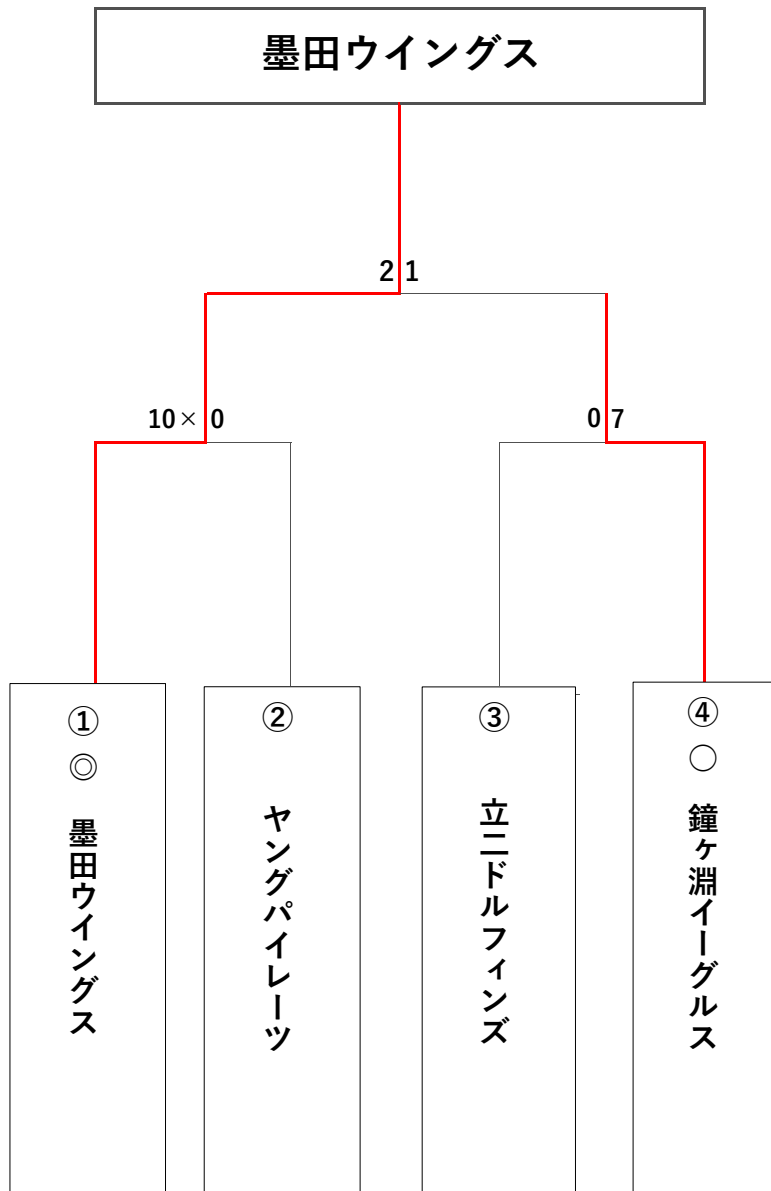 墨田ウイングス
2 1
10× 0
0 7
①
◎
墨田ウイングス
②
ヤングパイレーツ
③
立二ドルフィンズ
④
○
鐘ヶ淵イーグルス